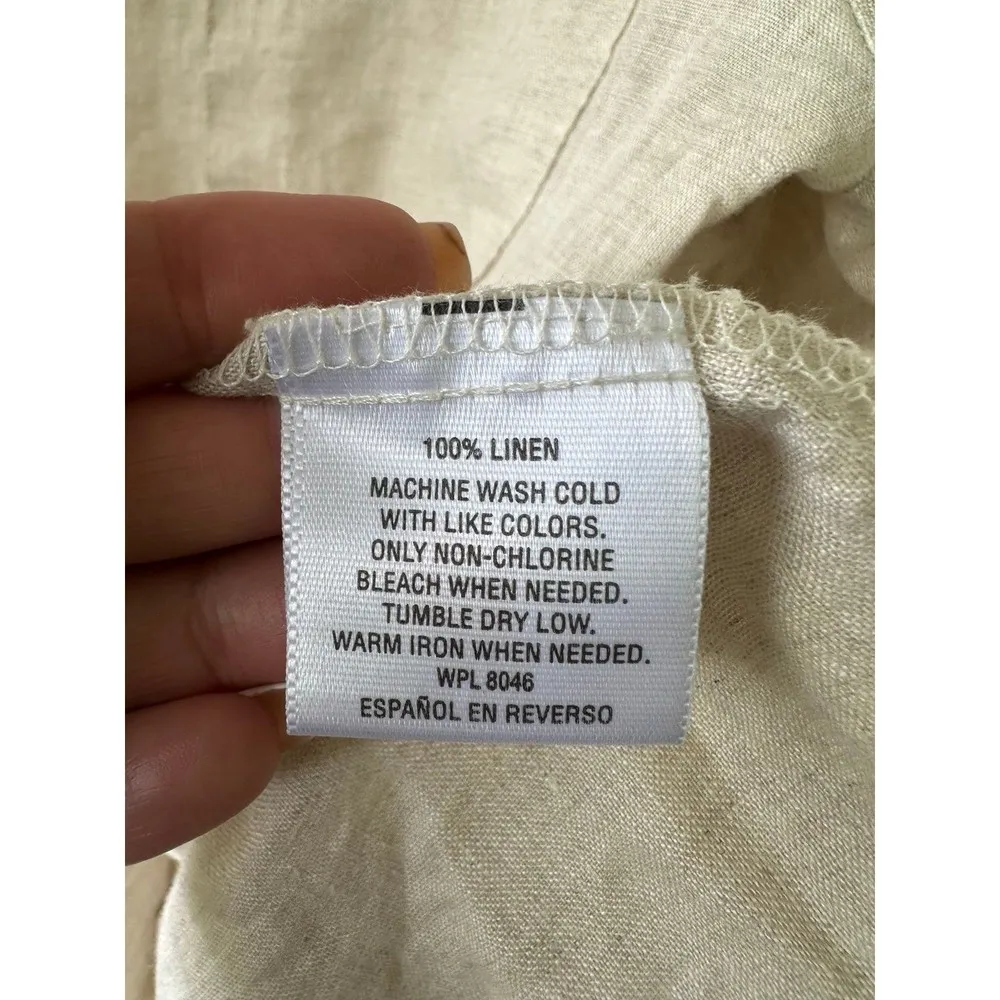 100% LINEN
MACHINE WASH COLD
WITH LIKE COLORS.
ONLY NON-CHLORINE
BLEACH WHEN NEEDED.
TUMBLE DRY LOW.
WARM IRON WHEN NEEDED.
WPL 8046
ESPAÑOL EN REVERSO